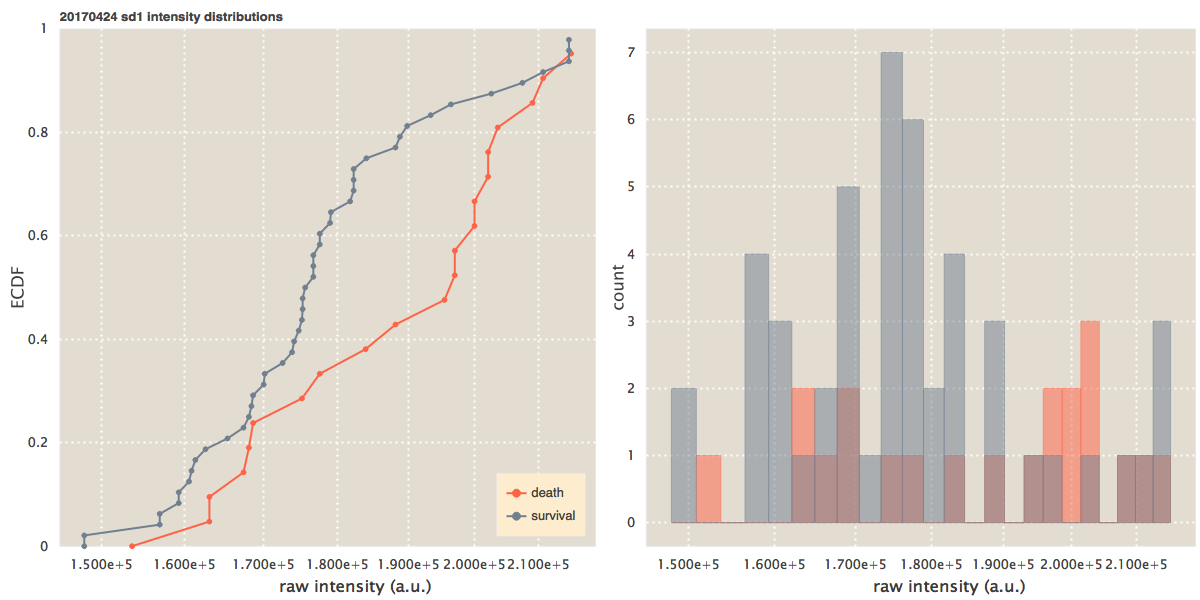 20170424 sd1 intensity distributions
1
0.8
0.6
0.4
0.2
0
ECDF
1.500e+5 1.600e+5 1.700e+5 1.800e+5 1.900e+5 2.000e+5 2.100e+5
raw intensity (a.u.)
death
survival
7
6
5
4
3
2
1
0
count
1.500e+5 1.600e+5 1.700e+5 1.800e+5 1.900e+5 2.000e+5 2.100e+5
raw intensity (a.u.)